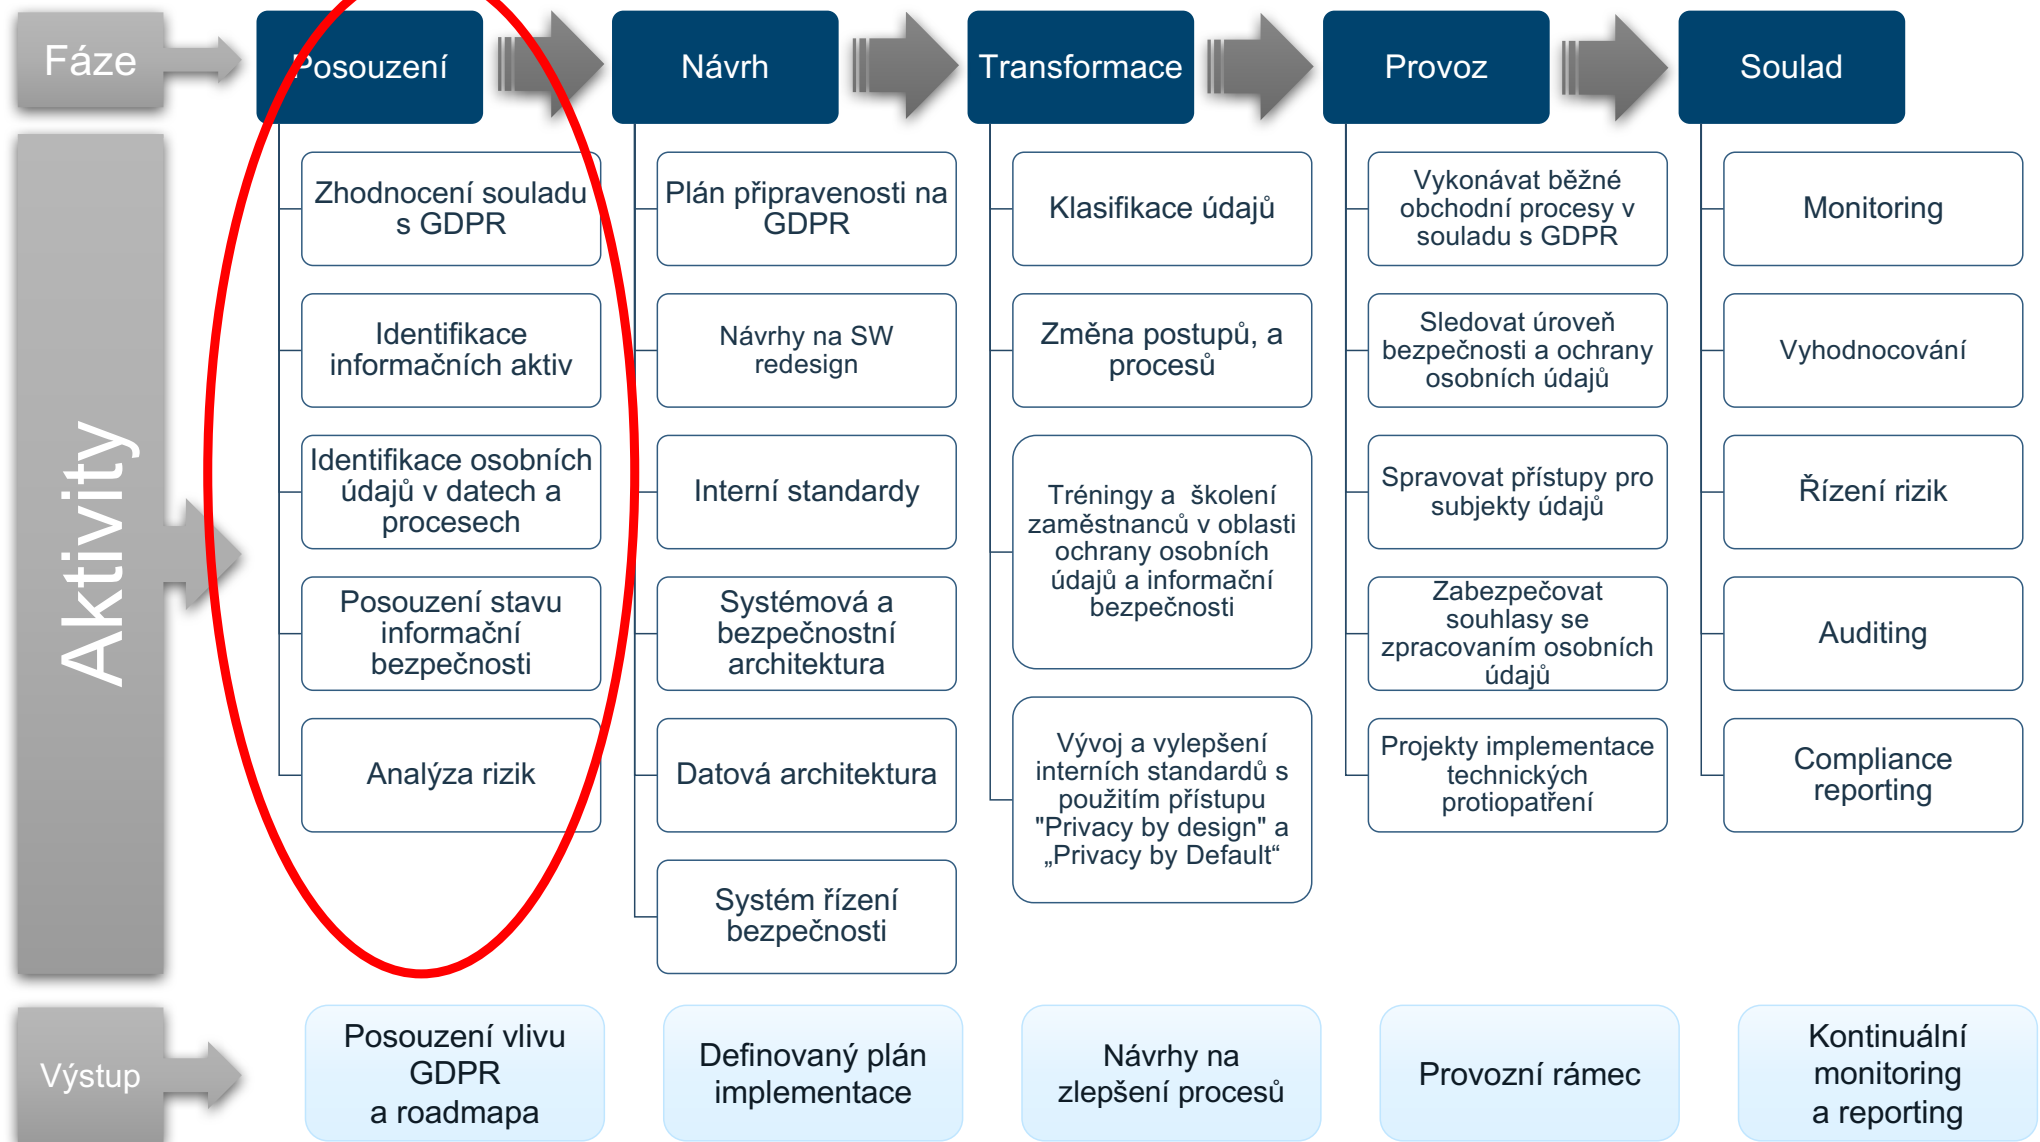 Fáze
Posouzení
Návrh
Transformace
Provoz
Soulad
Aktivity
Zhodnocení souladu
s GDPR
Identifikace
informačních aktiv
Identifikace osobních
údajů v datech a
procesech
Posouzení stavu
informační
bezpečnosti
Analýza rizik
Plán připravenosti na
GDPR
Návrhy na SW
redesign
Interní standardy
Systémová a
bezpečnostní
architektura
Datová architektura
Systém řízení
bezpečnosti
Klasifikace údajů
Změna postupů, a
procesů
Tréningy a  školení
zaměstnanců v oblasti
ochrany osobních
údajů a informační
bezpečnosti
Vývoj a vylepšení
interních standardů s
použitím přístupu
"Privacy by design" a
„Privacy by Default“
Vykonávat běžné
obchodní procesy v
souladu s GDPR
Sledovat úroveň
bezpečnosti a ochrany
osobních údajů
Spravovat přístupy pro
subjekty údajů
Zabezpečovat
souhlasy se
zpracovaním osobních
údajů
Projekty implementace
technických
protiopatření
Monitoring
Vyhodnocování
Řízení rizik
Auditing
Compliance
reporting
Výstup
Posouzení vlivu
GDPR
a roadmapa
Definovaný plán
implementace
Návrhy na
zlepšení procesů
Provozní rámec
Kontinuální
monitoring
a reporting